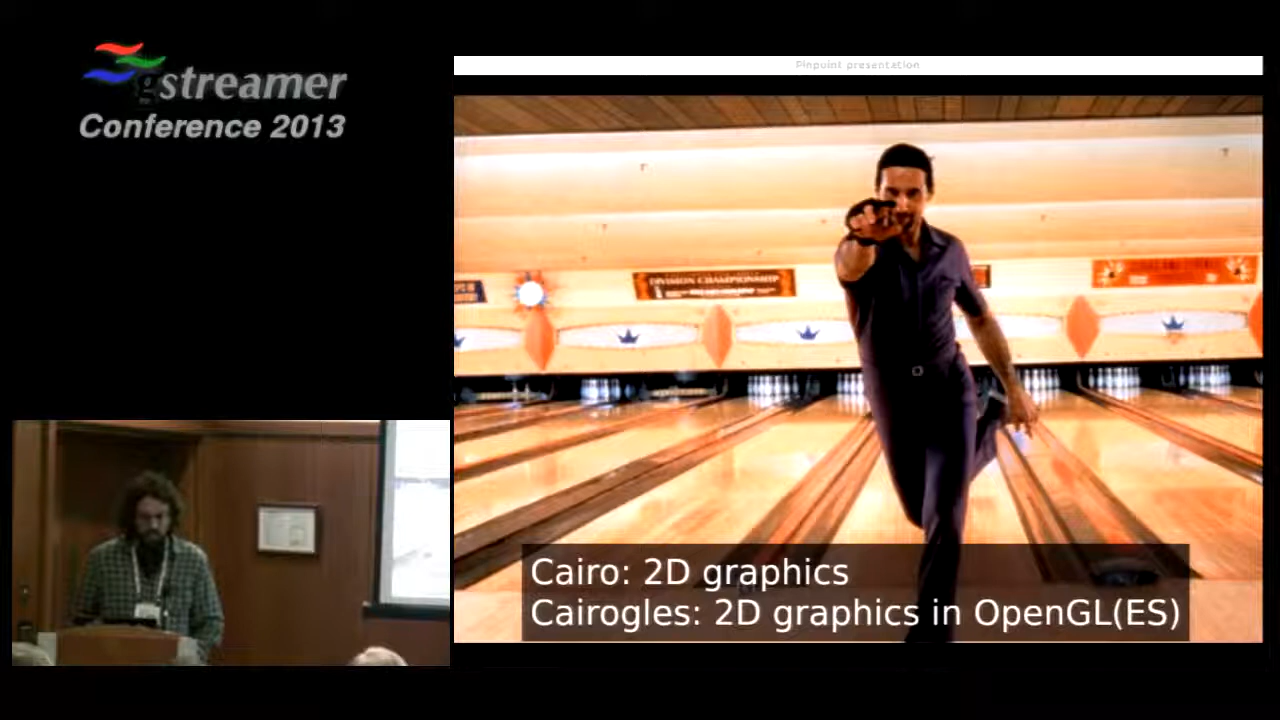 gstreamer
Conference 2013
Pinpoint presentation
DIVISION CHAMPIONSHIP
Cairo: 2D graphics
Cairogles: 2D graphics in OpenGL(ES)